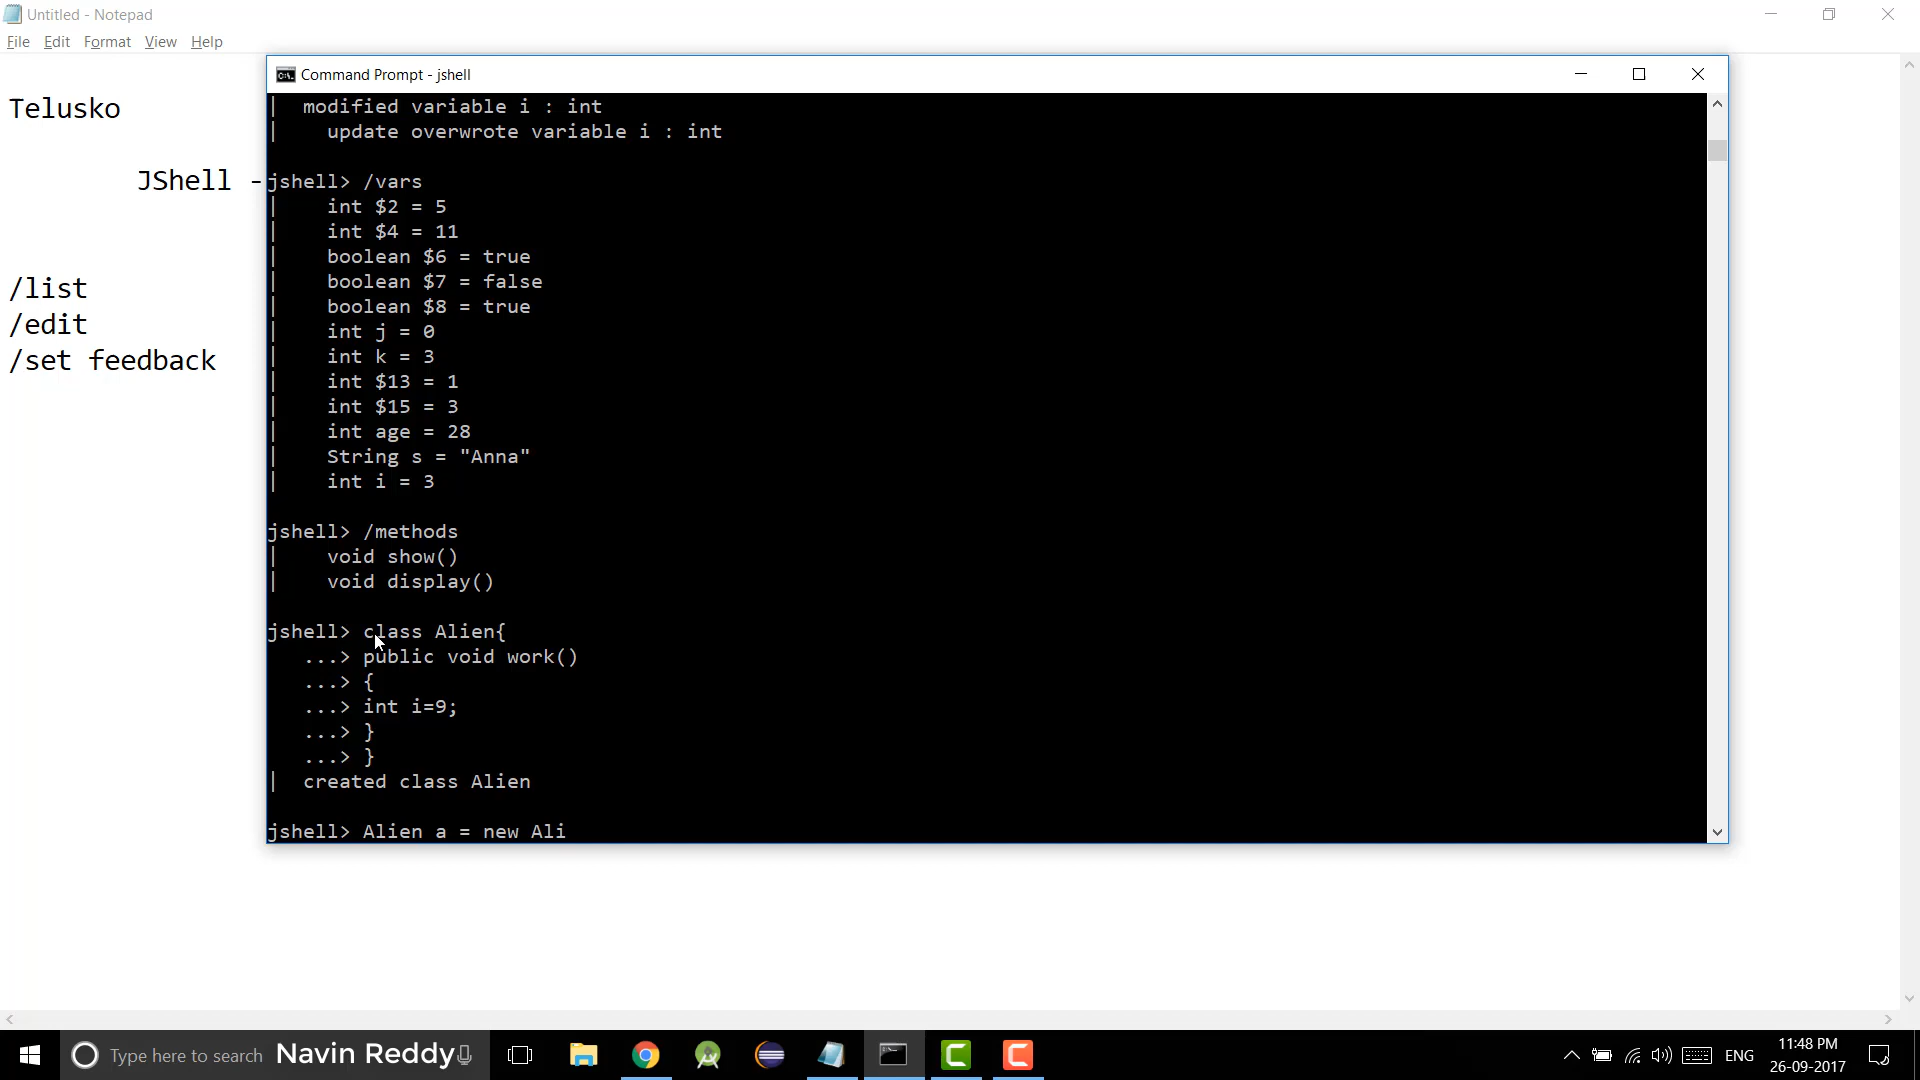 Untitled - Notepad
File Edit Format View Help
Telusko
JShell -
/list
/edit
/set feedback
Command Prompt - jshell
| modified variable i : int
| update overwrote variable i : int
jshell> /vars
| int $2 = 5
| int $4 = 11
| boolean $6 = true
| boolean $7 = false
| boolean $8 = true
| int j = 0
| int k = 3
| int $13 = 1
| int $15 = 3
| int age = 28
| String s = "Anna"
| int i = 3
jshell> /methods
| void show()
| void display()
jshell> class Alien{
...> public void work()
...> {
...> int i=9;
...> }
...> }
| created class Alien
jshell> Alien a = new Ali
Type here to search
Navin Reddy
ENG
11:48 PM
26-09-2017